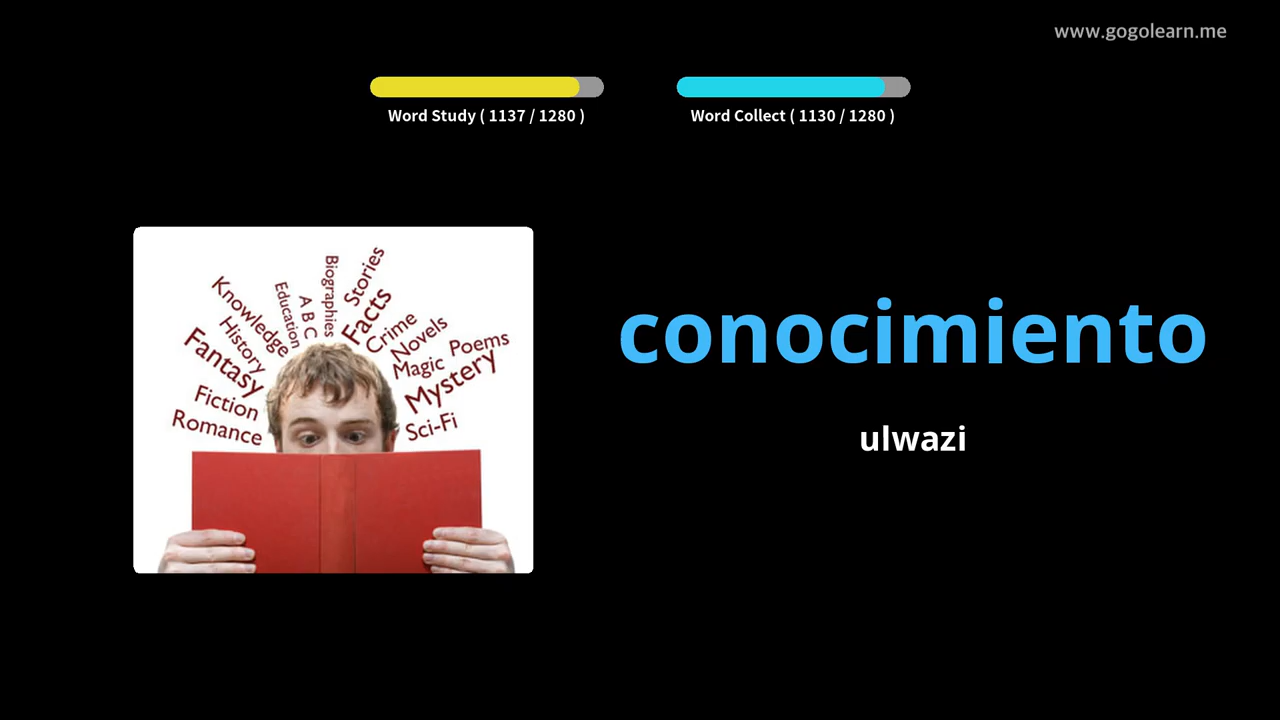 www.gogolearn.me
Word Study ( 1137 / 1280 )
Word Collect ( 1130 / 1280 )
conocimiento
ulwazi
Knowledge
Education
A B C
Biographies
Stories
Facts
History
Crime
Novels
Fantasy
Magic
Poems
Fiction
Mystery
Romance
Sci-Fi